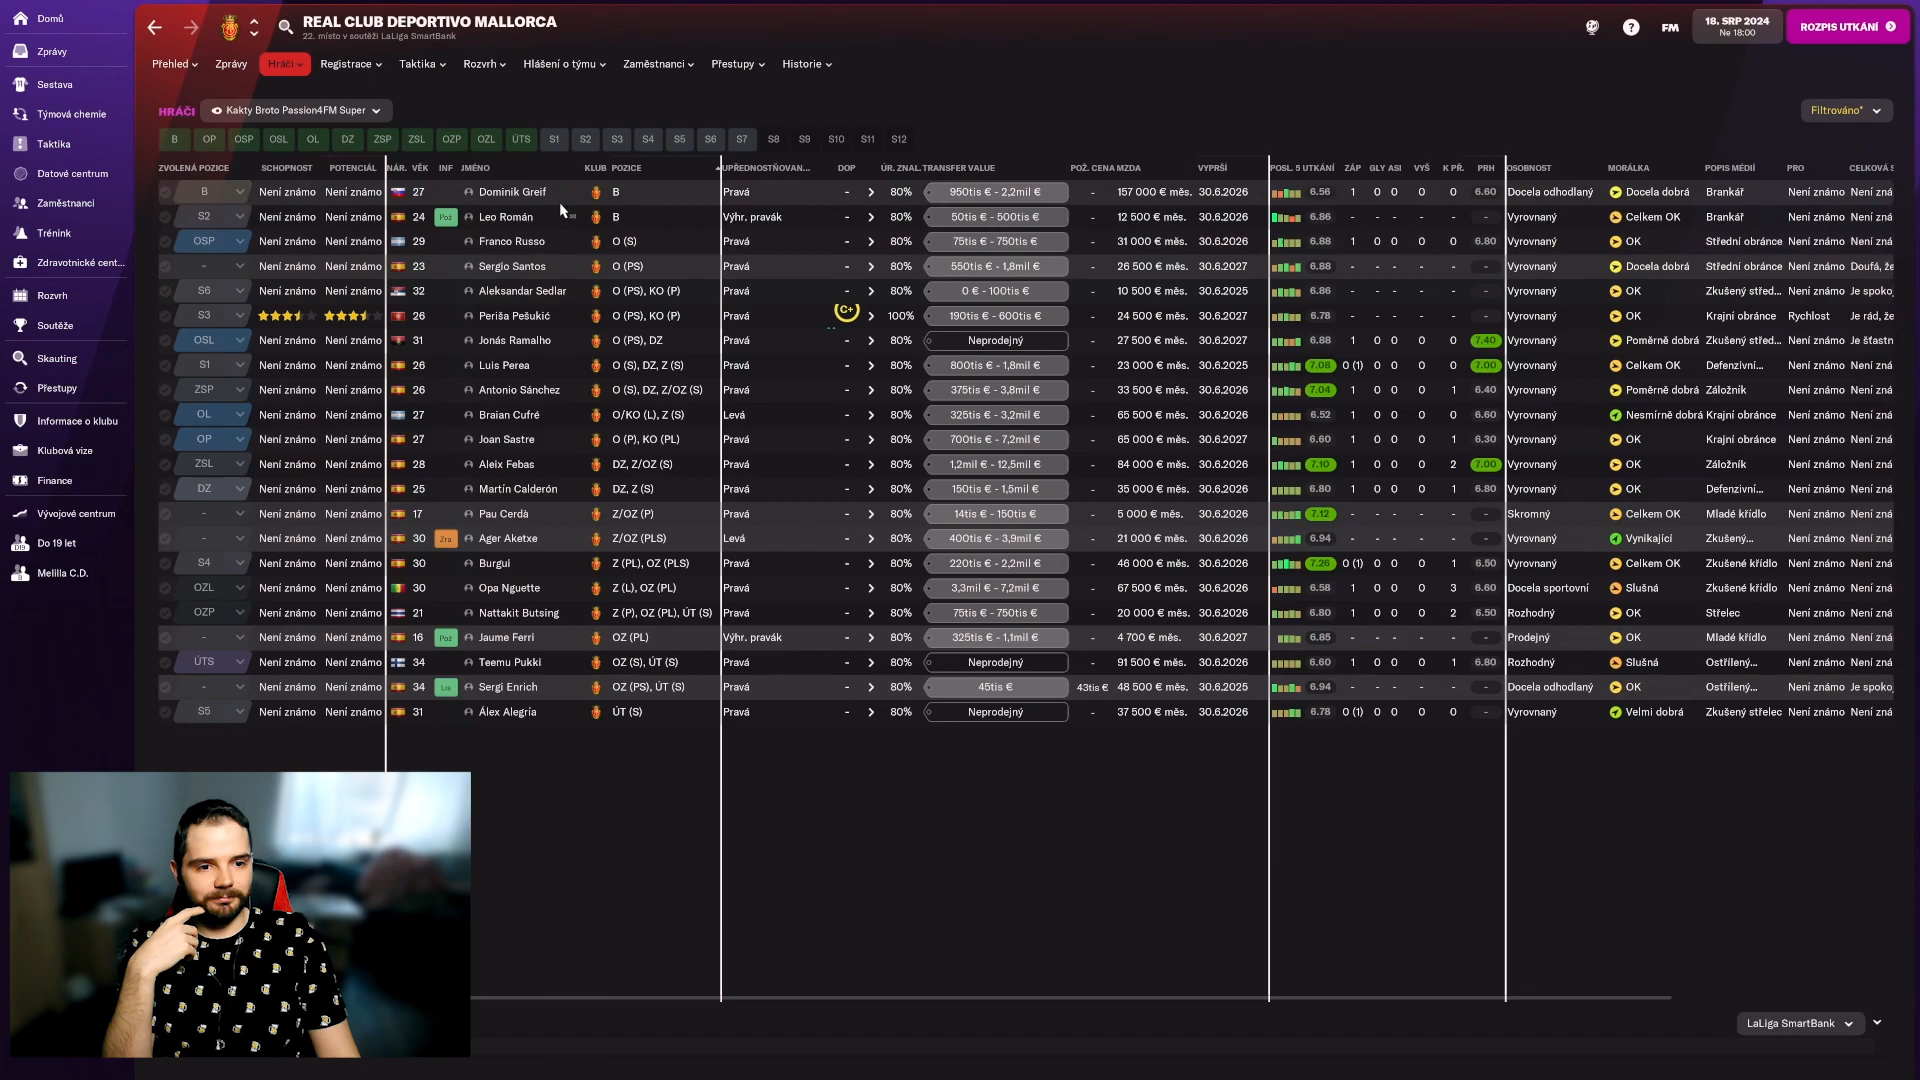 Domů
Zprávy
Sestava
Týmová chemie
Taktika
Datové centrum
Zaměstnanci
Trénink
Zdravotnické cent...
Rozvrh
Soutěže
Skauting
Přestupy
Informace o klubu
Klubová vize
Finance
Vývojové centrum
Do 19 let
Melilla C.D.
REAL CLUB DEPORTIVO MALLORCA
22. místo v soutěži LaLiga SmartBank
FM
18. SRP 2024
Ne 18:00
ROZPIS UTKÁNÍ
Přehled Zprávy Hráči Registrace Taktika Rozvrh Hlášení o týmu Zaměstnanci Přestupy Historie
HRÁČI Kakty Broto Passion4FM Super Filtrováno*
B OP OSP OSL OL DZ ZSP ZSL OZP OZL ÚTS S1 S2 S3 S4 S5 S6 S7 S8 S9 S10 S11 S12
ZVOLENÁ POZICE SCHOPNOST POTENCIÁL NÁR. VĚK INF JMÉNO KLUB POZICE UPŘEDNOSTŇOVAN... DOP ÚR. ZNAL. TRANSFER VALUE POŽ. CENA MZDA VYPRŠÍ POSL. 5 UTKÁNÍ ZÁP GLY ASI VYŠ K PŘ. PRH OSOBNOST MORÁLKA POPIS MÉDIÍ PRO CELKOVÁ S
B Není známo Není známo 27 Dominik Greif B Pravá - 80% 950tis € - 2,2mil € - 157 000 € měs. 30.6.2026 6.56 1 0 0 0 0 6.60 Docela odhodlaný Docela dobrá Brankář Není známo Není zná
S2 Není známo Není známo 24 Pož Leo Román B Výhr. pravák - 80% 50tis € - 500tis € - 12 500 € měs. 30.6.2026 6.86 - - - - - - Vyrovnaný Celkem OK Brankář Není známo Není zná
OSP Není známo Není známo 29 Franco Russo O (S) Pravá - 80% 75tis € - 750tis € - 31 000 € měs. 30.6.2026 6.88 1 0 0 0 0 6.80 Vyrovnaný OK Střední obránce Není známo Není zná
- Není známo Není známo 23 Sergio Santos O (PS) Pravá - 80% 550tis € - 1,8mil € - 26 500 € měs. 30.6.2027 6.88 - - - - - - Vyrovnaný Docela dobrá Střední obránce Není známo Doufá, že
S6 Není známo Není známo 32 Aleksandar Sedlar O (PS), KO (P) Pravá - 80% 0 € - 100tis € - 10 500 € měs. 30.6.2025 6.86 - - - - - - Vyrovnaný OK Zkušený střed... Není známo Je spoko
S3 26 Periša Pešukić O (PS), KO (P) Pravá C+ 100% 190tis € - 600tis € - 24 500 € měs. 30.6.2027 6.78 - - - - - - Vyrovnaný OK Krajní obránce Rychlost Je rád, že
OSL Není známo Není známo 31 Jonás Ramalho O (PS), DZ Pravá - 80% Neprodejný - 27 500 € měs. 30.6.2026 6.88 1 0 0 0 0 7.40 Vyrovnaný Poměrně dobrá Zkušený střed... Není známo Je šťastn
S1 Není známo Není známo 26 Luis Perea O (S), DZ, Z (S) Pravá - 80% 800tis € - 1,8mil € - 23 000 € měs. 30.6.2025 7.08 0 (1) 0 0 0 0 7.00 Vyrovnaný Celkem OK Defenzivní... Není známo Není zná
ZSP Není známo Není známo 26 Antonio Sánchez O (S), DZ, Z/OZ (S) Pravá - 80% 375tis € - 3,8mil € - 33 500 € měs. 30.6.2026 7.04 1 0 0 0 1 6.40 Vyrovnaný Poměrně dobrá Záložník Není známo Není zná
OL Není známo Není známo 27 Braian Cufré O/KO (L), Z (S) Levá - 80% 325tis € - 3,2mil € - 65 500 € měs. 30.6.2026 6.52 1 0 0 0 0 6.60 Vyrovnaný Nesmírně dobrá Krajní obránce Není známo Není zná
OP Není známo Není známo 27 Joan Sastre O (P), KO (PL) Pravá - 80% 700tis € - 7,2mil € - 65 000 € měs. 30.6.2027 6.60 1 0 0 0 1 6.30 Vyrovnaný OK Krajní obránce Není známo Není zná
ZSL Není známo Není známo 28 Aleix Febas DZ, Z/OZ (S) Pravá - 80% 1,2mil € - 12,5mil € - 84 000 € měs. 30.6.2026 7.10 1 0 0 0 2 7.00 Vyrovnaný OK Záložník Není známo Není zná
DZ Není známo Není známo 25 Martín Calderón DZ, Z (S) Pravá - 80% 150tis € - 1,5mil € - 35 000 € měs. 30.6.2026 6.80 1 0 0 0 1 6.80 Vyrovnaný OK Defenzivní... Není známo Není zná
- Není známo Není známo 17 Pau Cerdà Z/OZ (P) Pravá - 80% 14tis € - 150tis € - 5 000 € měs. 30.6.2026 7.12 - - - - - - Skromný Celkem OK Mladé křídlo Není známo Není zná
- Není známo Není známo 30 Zra Ager Aketxe Z/OZ (PLS) Levá - 80% 400tis € - 3,9mil € - 21 000 € měs. 30.6.2026 6.94 - - - - - - Vyrovnaný Vynikající Zkušený... Není známo Není zná
S4 Není známo Není známo 30 Burgui Z (PL), OZ (PLS) Pravá - 80% 220tis € - 2,2mil € - 46 000 € měs. 30.6.2026 7.26 0 (1) 0 0 0 1 6.50 Vyrovnaný Celkem OK Zkušené křídlo Není známo Není zná
OZL Není známo Není známo 30 Opa Nguette Z (L), OZ (PL) Pravá - 80% 3,3mil € - 7,2mil € - 67 500 € měs. 30.6.2026 6.58 1 0 0 0 3 6.60 Docela sportovní Slušná Zkušené křídlo Není známo Není zná
OZP Není známo Není známo 21 Nattakit Butsing Z (P), OZ (PL), ÚT (S) Pravá - 80% 75tis € - 750tis € - 20 000 € měs. 30.6.2026 6.80 1 0 0 0 2 6.50 Rozhodný OK Střelec Není známo Není zná
- Není známo Není známo 16 Pož Jaume Ferri OZ (PL) Výhr. pravák - 80% 325tis € - 1,1mil € - 4 700 € měs. 30.6.2027 6.85 - - - - - - Prodejný OK Mladé křídlo Není známo Není zná
ÚTS Není známo Není známo 34 Teemu Pukki OZ (S), ÚT (S) Pravá - 80% Neprodejný - 91 500 € měs. 30.6.2026 6.60 1 0 0 0 1 6.80 Rozhodný Slušná Ostřílený... Není známo Není zná
- Není známo Není známo 34 Lis Sergi Enrich OZ (PS), ÚT (S) Pravá - 80% 45tis € 43tis € 48 500 € měs. 30.6.2025 6.94 - - - - - - Docela odhodlaný OK Ostřílený... Není známo Je spoko
S5 Není známo Není známo 31 Álex Alegría ÚT (S) Pravá - 80% Neprodejný - 37 500 € měs. 30.6.2026 6.78 0 (1) 0 0 0 0 - Vyrovnaný Velmi dobrá Zkušený střelec Není známo Není zná
LaLiga SmartBank